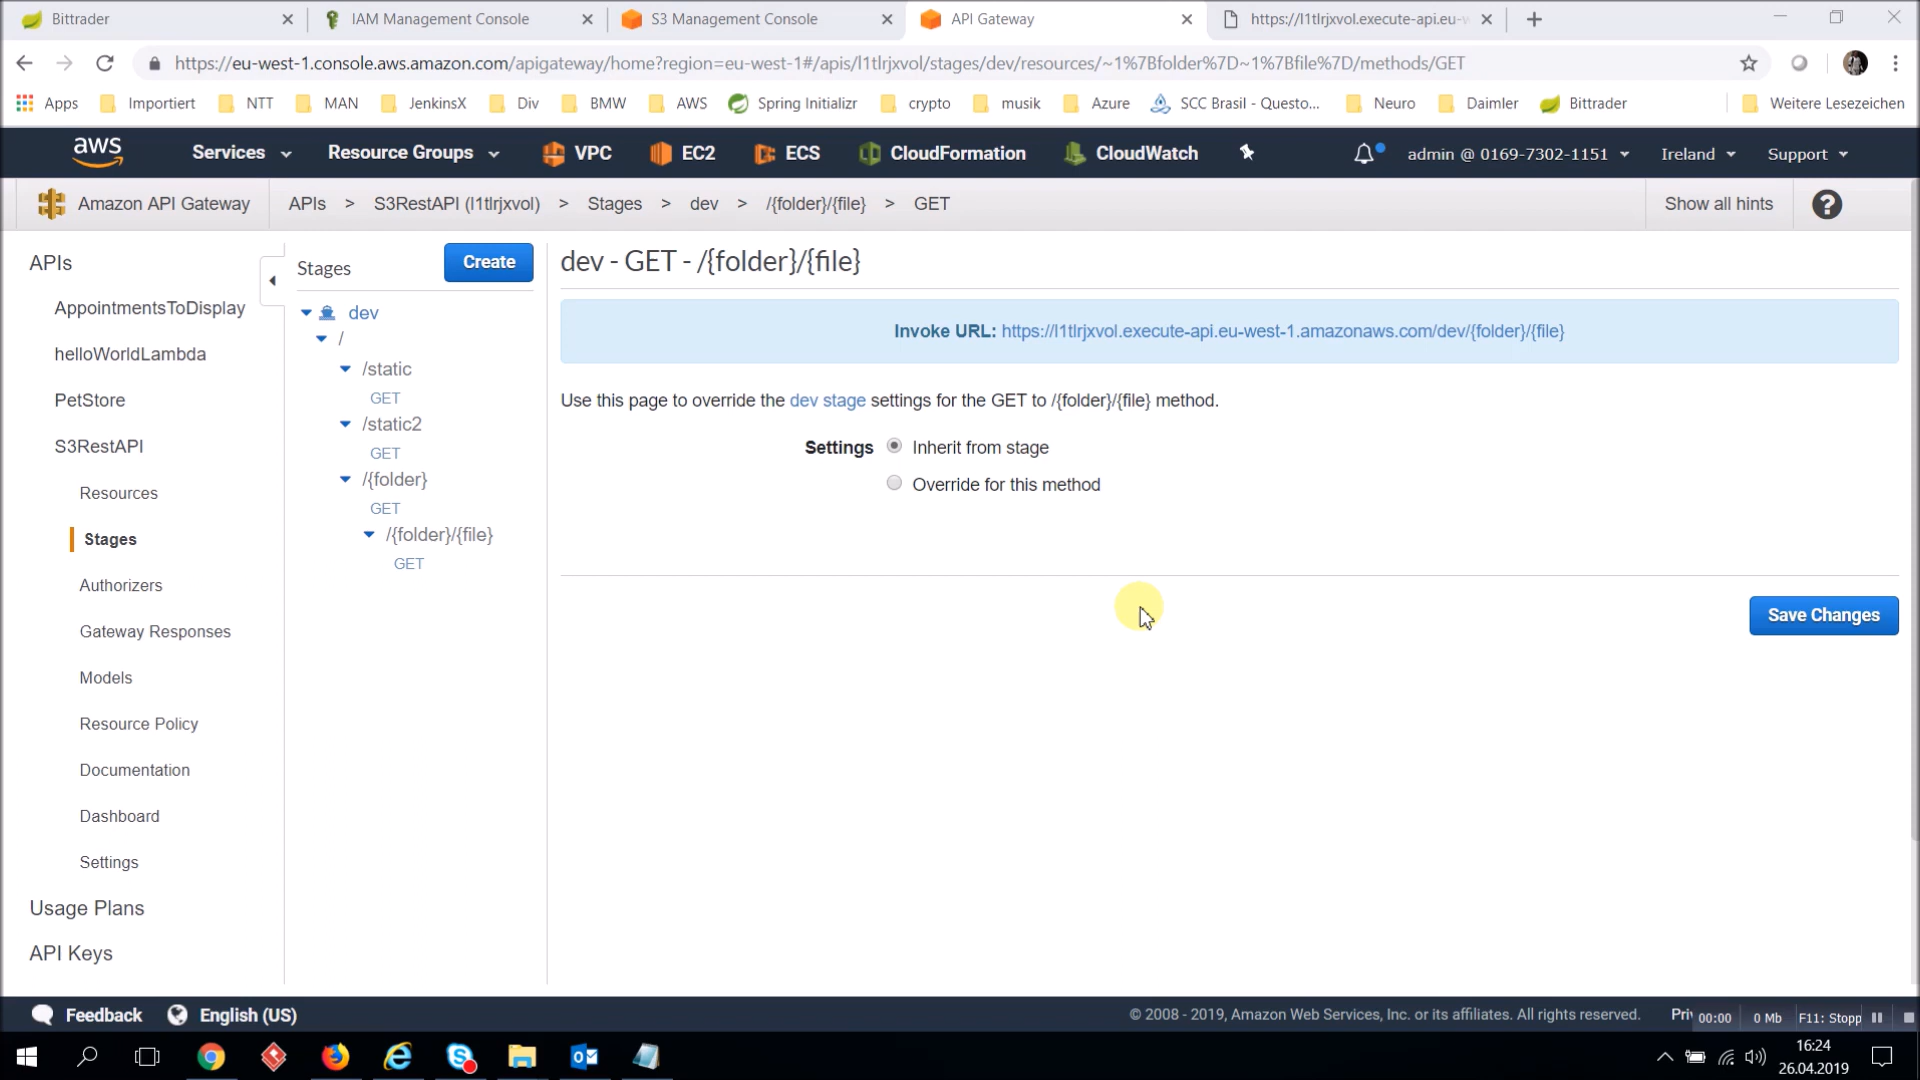 Bittrader
IAM Management Console
S3 Management Console
API Gateway
https://l1tlrjxvol.execute-api.eu-w
https://eu-west-1.console.aws.amazon.com/apigateway/home?region=eu-west-1#/apis/l1tlrjxvol/stages/dev/resources/~1%7Bfolder%7D~1%7Bfile%7D/methods/GET
Apps Importiert NTT MAN JenkinsX Div BMW AWS Spring Initializr crypto musik Azure SCC Brasil - Questo... Neuro Daimler Bittrader Weitere Lesezeichen
aws Services Resource Groups VPC EC2 ECS CloudFormation CloudWatch admin @ 0169-7302-1151 Ireland Support
Amazon API Gateway APIs > S3RestAPI (l1tlrjxvol) > Stages > dev > /{folder}/{file} > GET Show all hints ?
APIs
AppointmentsToDisplay
helloWorldLambda
PetStore
S3RestAPI
Resources
Stages
Authorizers
Gateway Responses
Models
Resource Policy
Documentation
Dashboard
Settings
Usage Plans
API Keys
Stages
Create
dev
/
/static
GET
/static2
GET
/{folder}
GET
/{folder}/{file}
GET
dev - GET - /{folder}/{file}
Invoke URL: https://l1tlrjxvol.execute-api.eu-west-1.amazonaws.com/dev/{folder}/{file}
Use this page to override the dev stage settings for the GET to /{folder}/{file} method.
Settings
Inherit from stage
Override for this method
Save Changes
Feedback English (US) © 2008 - 2019, Amazon Web Services, Inc. or its affiliates. All rights reserved. Pri 00:00 0 Mb F11: Stopp
16:24
26.04.2019